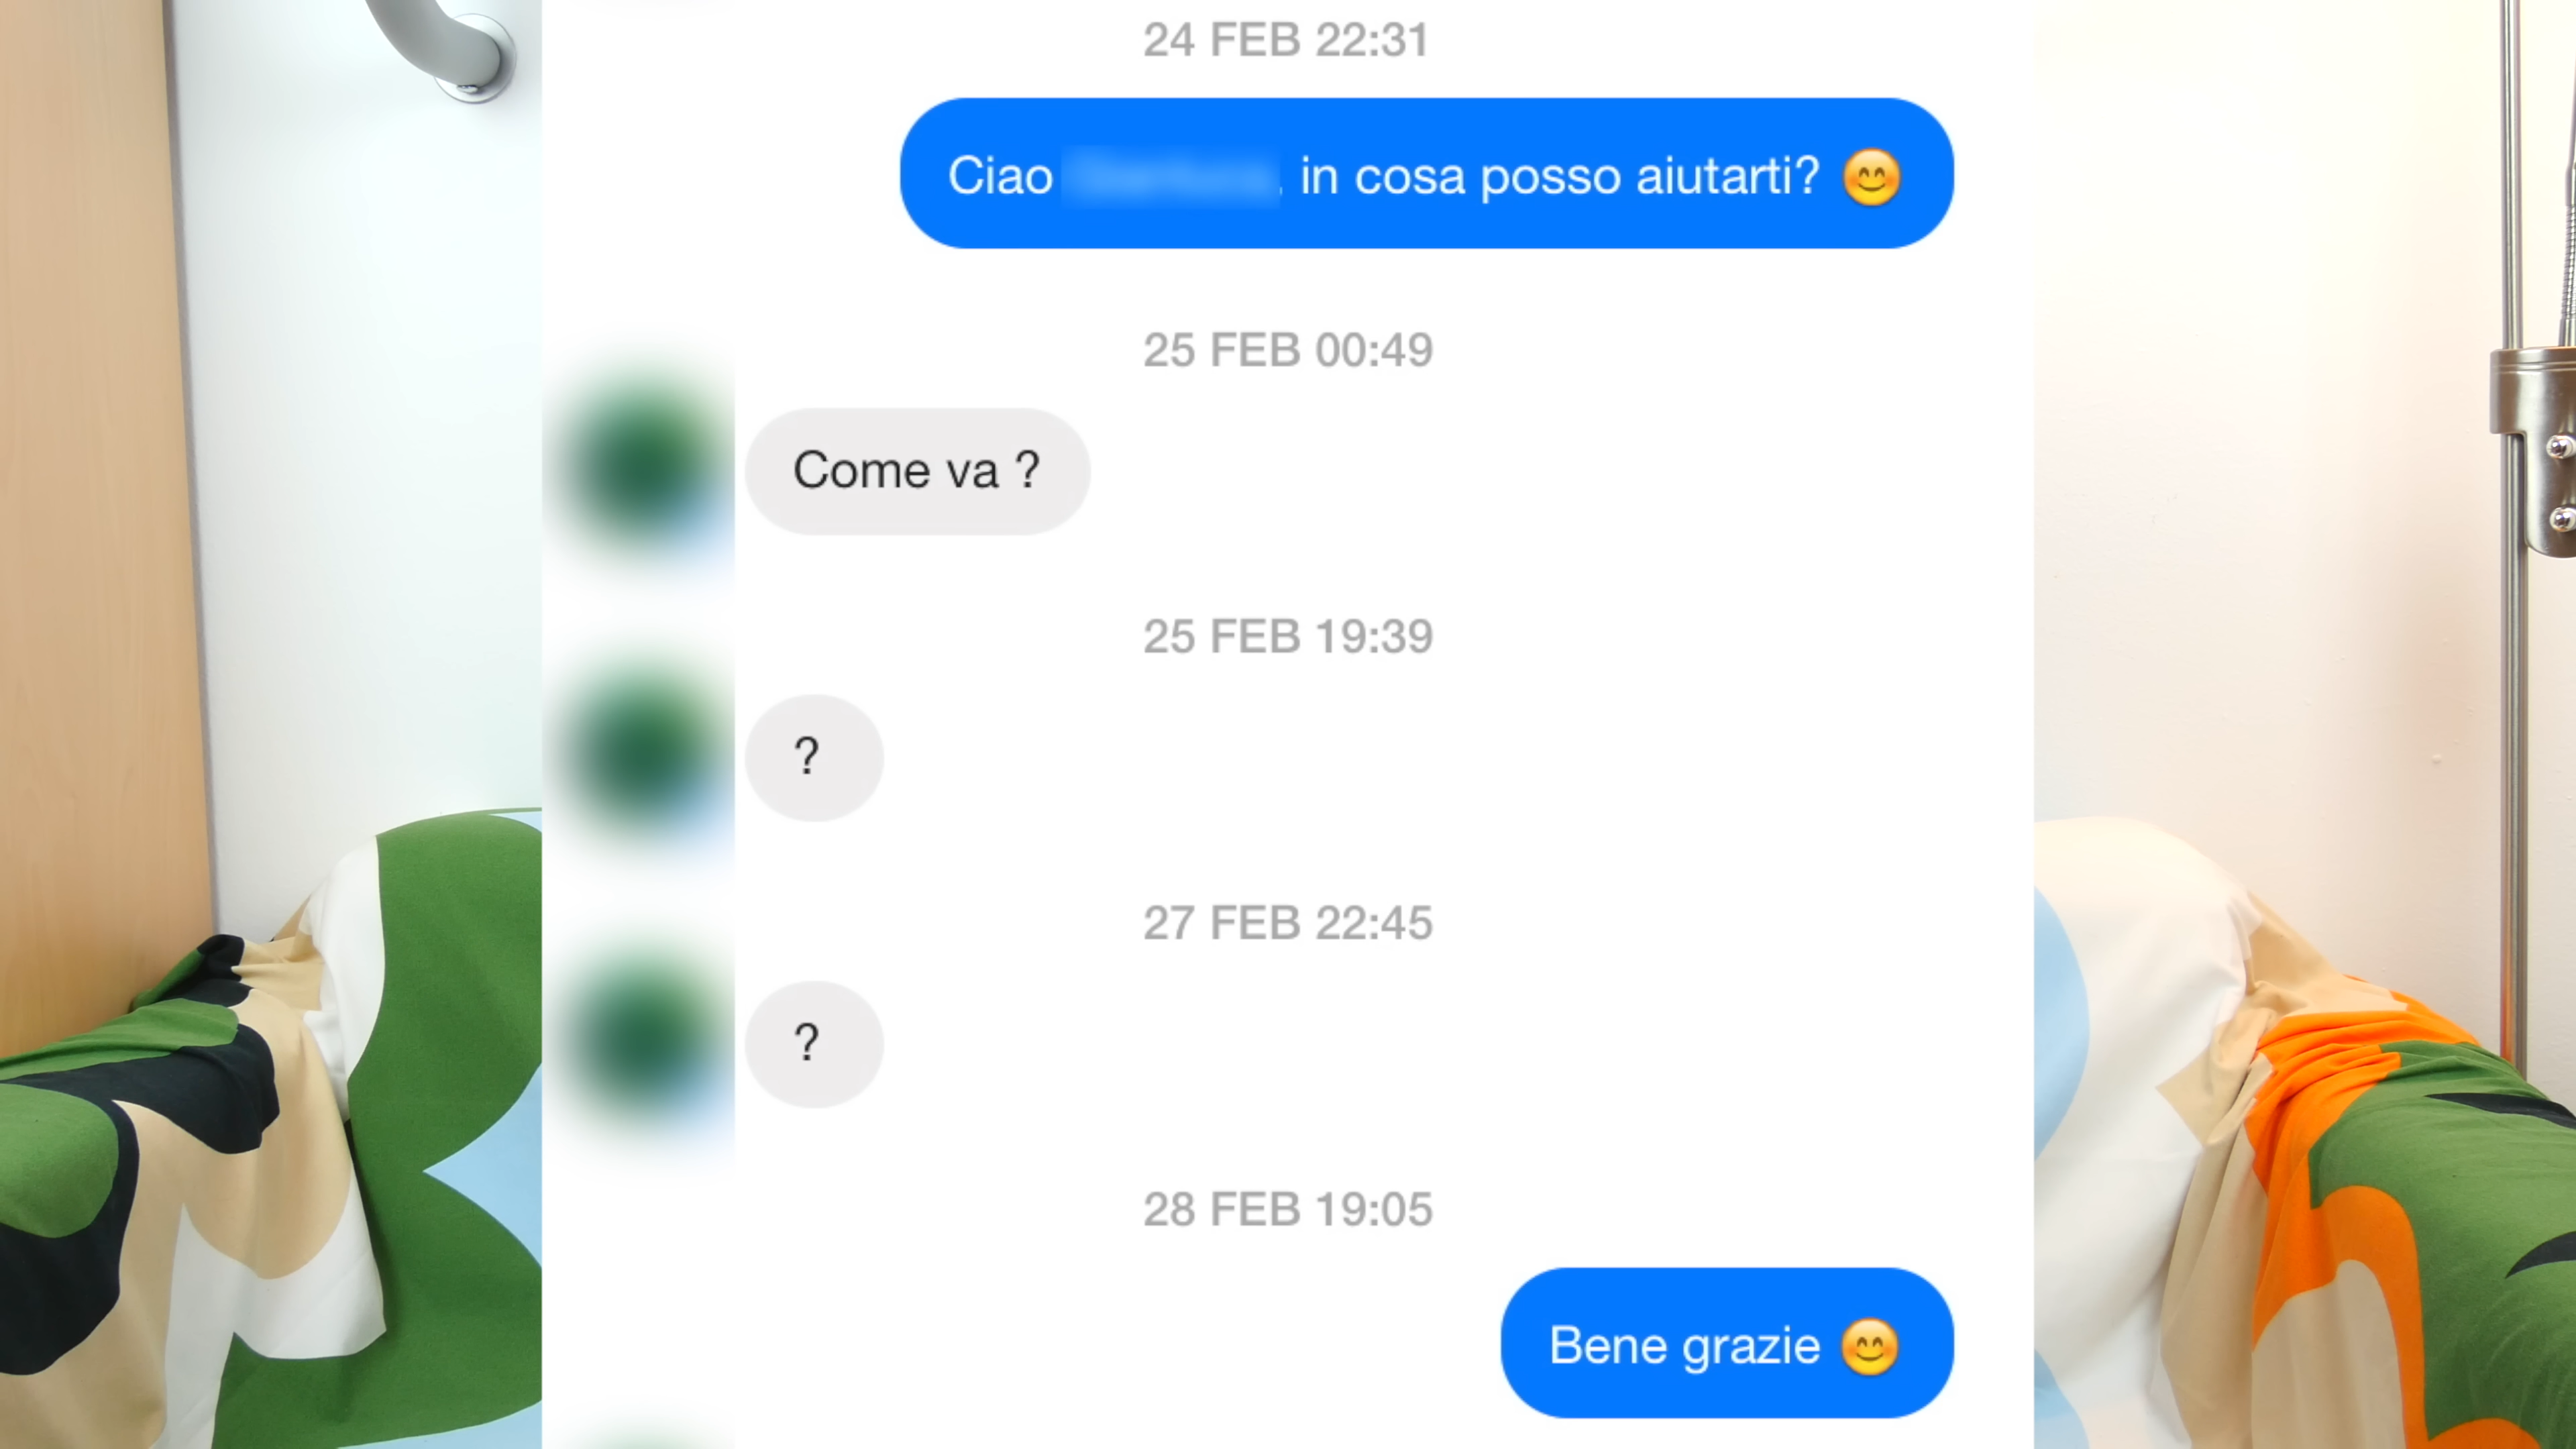 24 FEB 22:31
Ciao , in cosa posso aiutarti? 😊
25 FEB 00:49
Come va ?
25 FEB 19:39
?
27 FEB 22:45
?
28 FEB 19:05
Bene grazie 😊